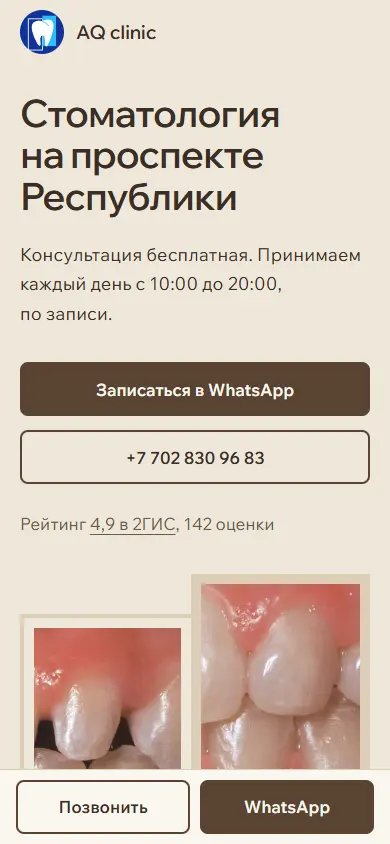 AQ clinic
Стоматология
на проспекте
Республики
Консультация бесплатная. Принимаем
каждый день с 10:00 до 20:00,
по записи.
Записаться в WhatsApp
+7 702 830 96 83
Рейтинг 4,9 в 2ГИС, 142 оценки
Позвонить
WhatsApp